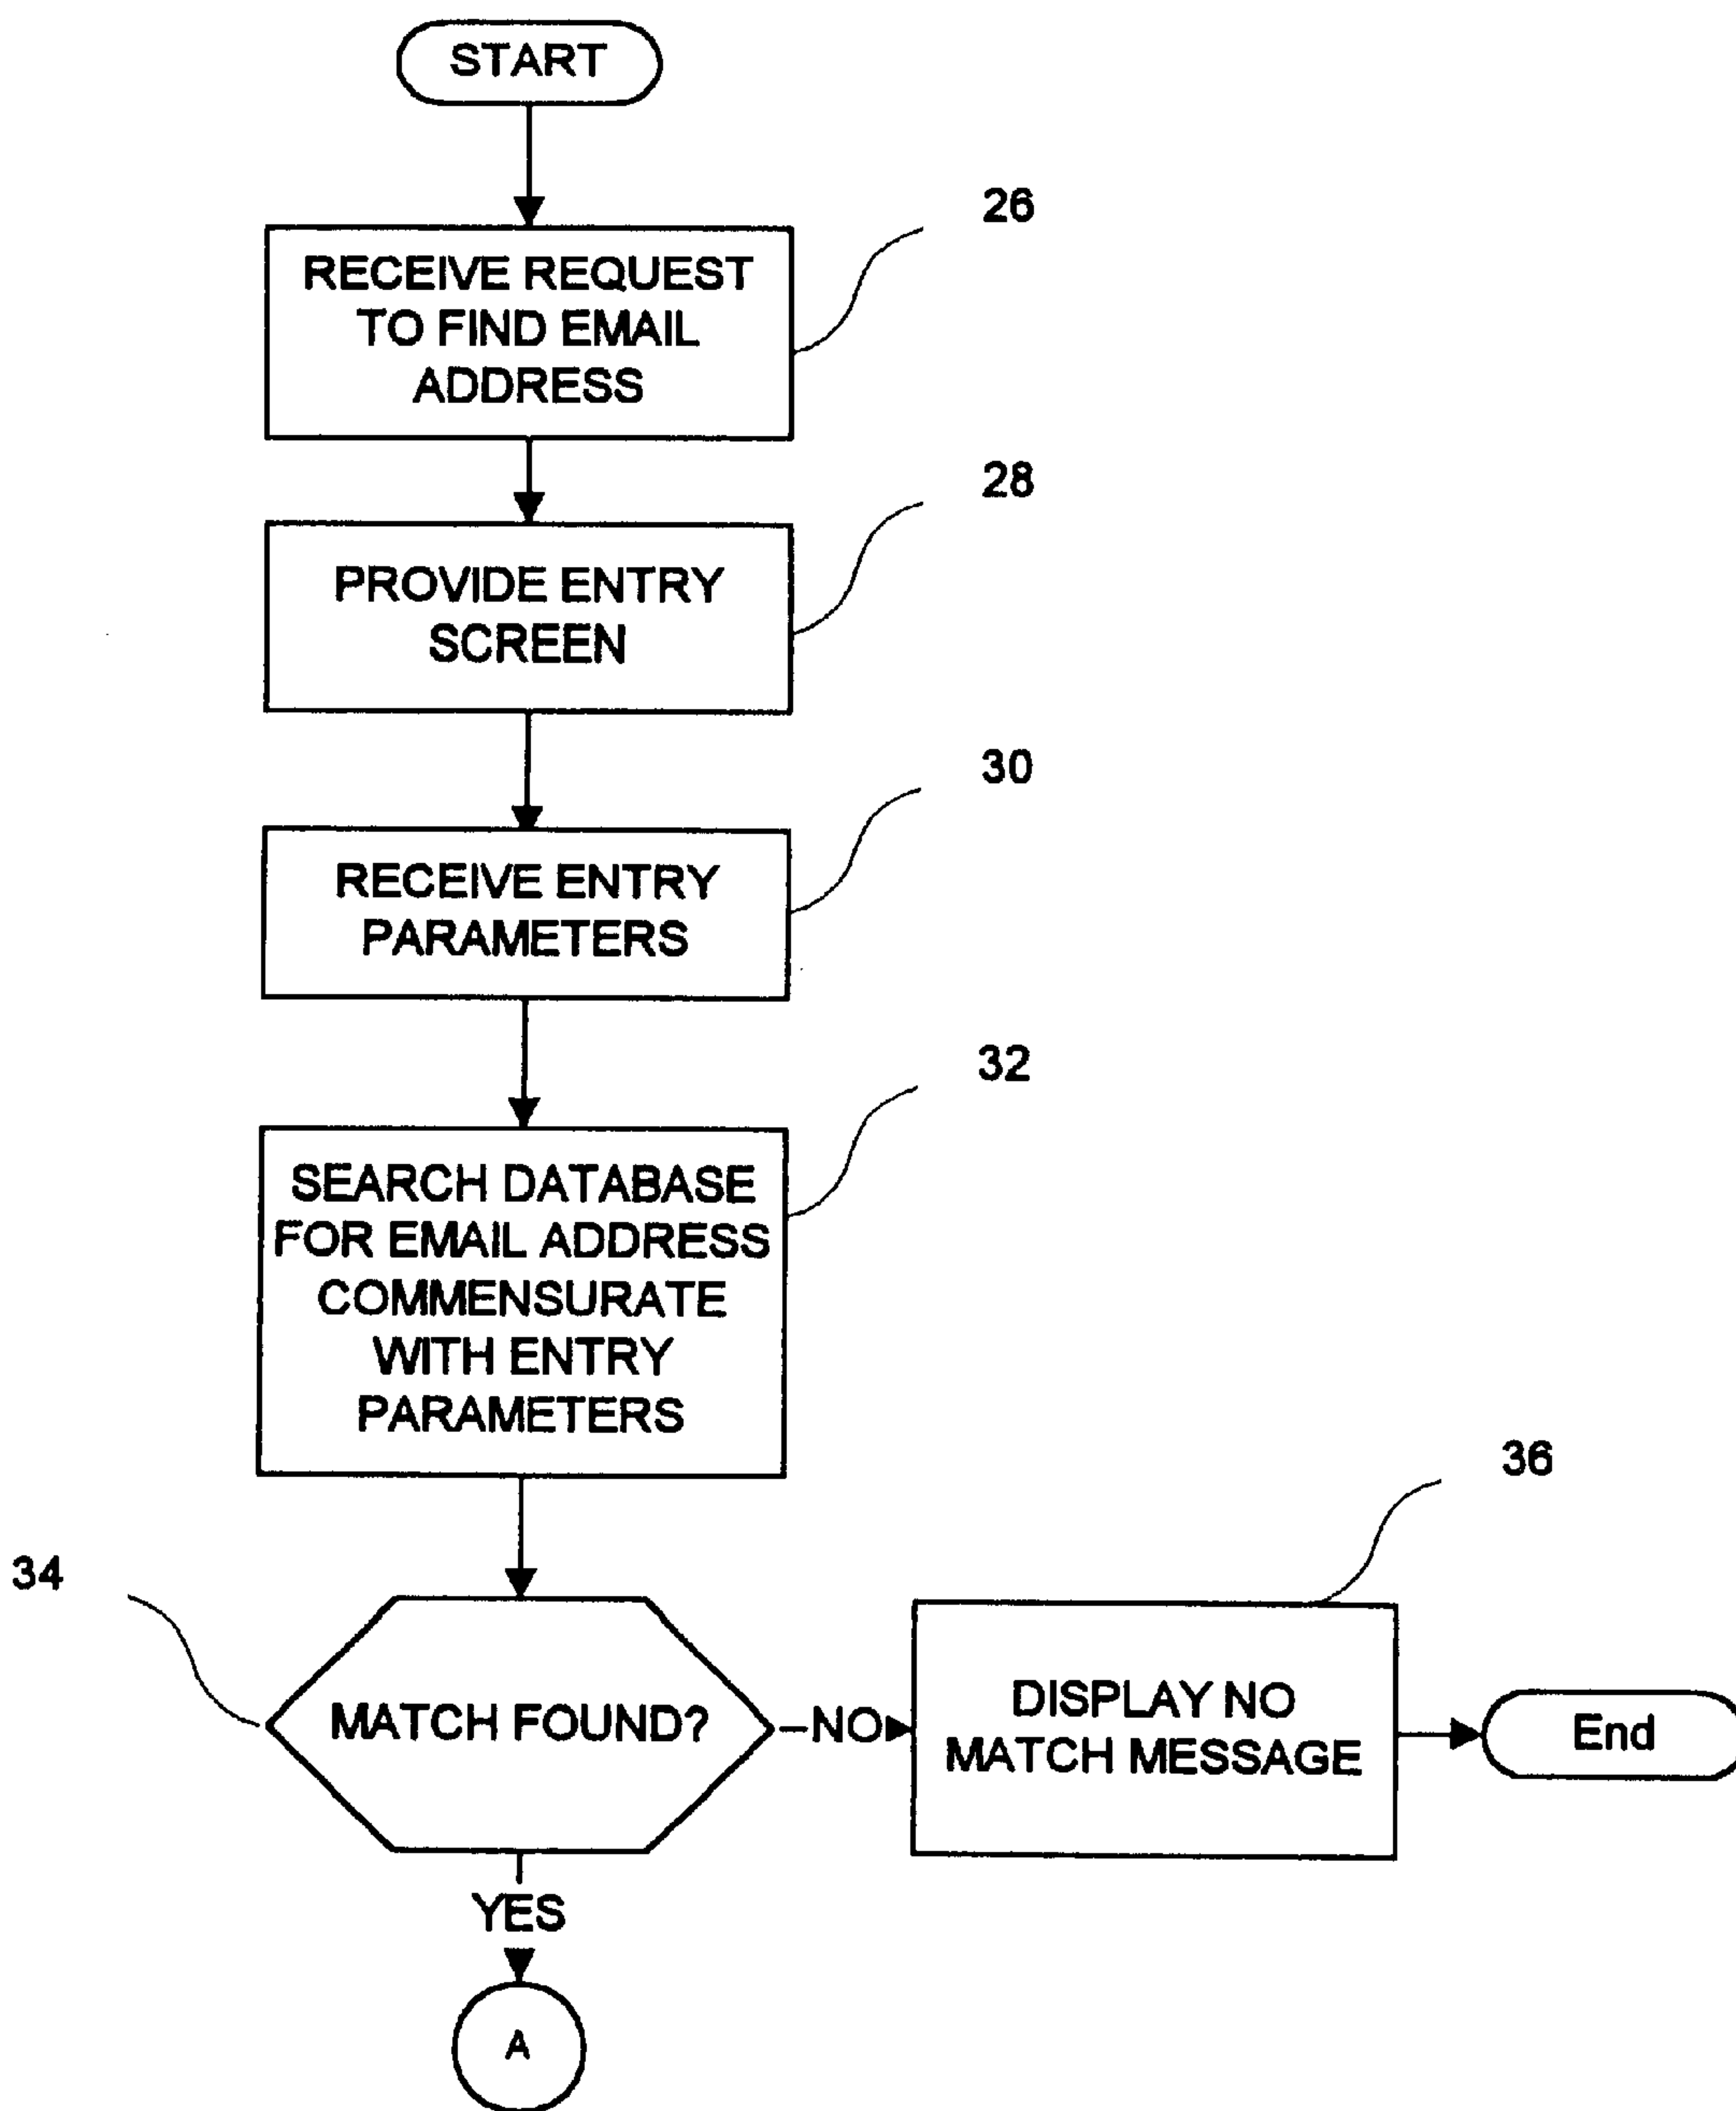 START
26
RECEIVE REQUEST
TO FIND EMAIL
ADDRESS
28
PROVIDE ENTRY
SCREEN
30
RECEIVE ENTRY
PARAMETERS
32
SEARCH DATABASE
FOR EMAIL ADDRESS
COMMENSURATE
WITH ENTRY
PARAMETERS
34
MATCH FOUND?
NO
36
DISPLAY NO
MATCH MESSAGE
End
YES
A